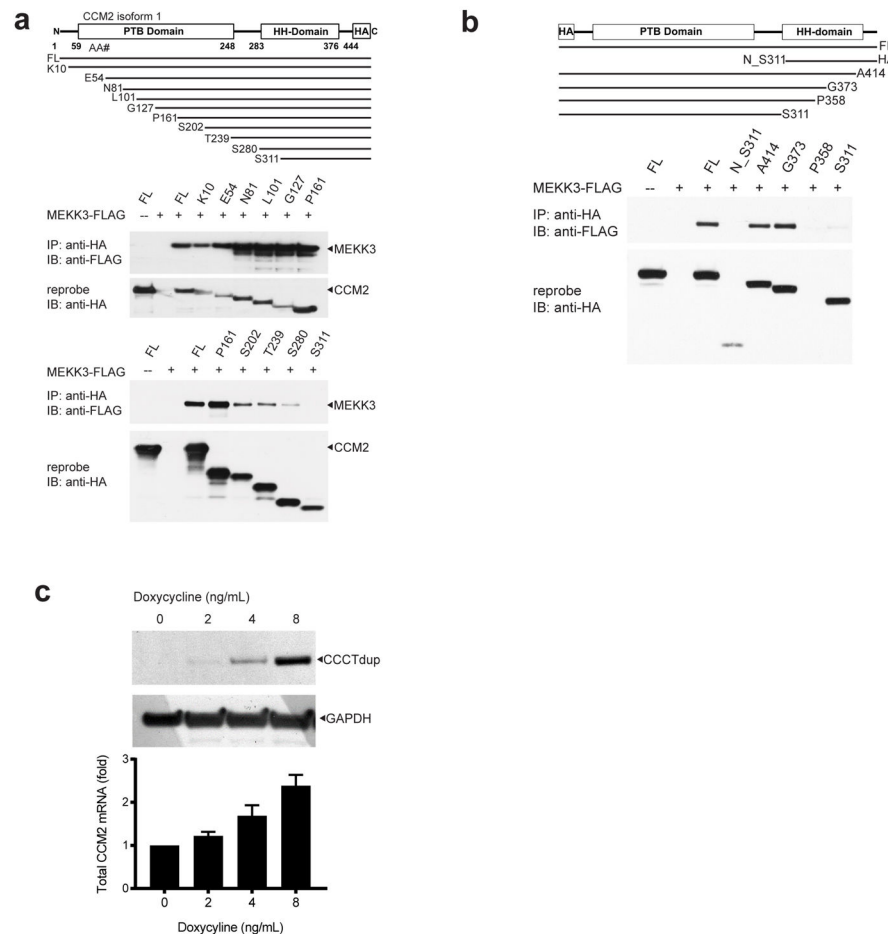 a
CCM2 isoform 1
N PTB Domain HH-Domain HA C
1 59 AA# 248 283 376 444
FL
K10
E54
N81
L101
G127
P161
S202
T239
S280
S311
FL FL K10 E54 N81 L101 G127 P161
MEKK3-FLAG -- + + + + + + + +
IP: anti-HA
IB: anti-FLAG
MEKK3
reprobe
IB: anti-HA
CCM2
FL FL P161 S202 T239 S280 S311
MEKK3-FLAG -- + + + + + + +
IP: anti-HA
IB: anti-FLAG
MEKK3
CCM2
reprobe
IB: anti-HA
b
HA PTB Domain HH-domain
FL
N_S311 HA
A414
G373
P358
S311
FL FL N_S311 A414 G373 P358 S311
MEKK3-FLAG -- + + + + + + +
IP: anti-HA
IB: anti-FLAG
reprobe
IB: anti-HA
c
Doxycycline (ng/mL)
0 2 4 8
CCCTdup
GAPDH
Total CCM2 mRNA (fold)
3
2
1
0
0 2 4 8
Doxycyline (ng/mL)